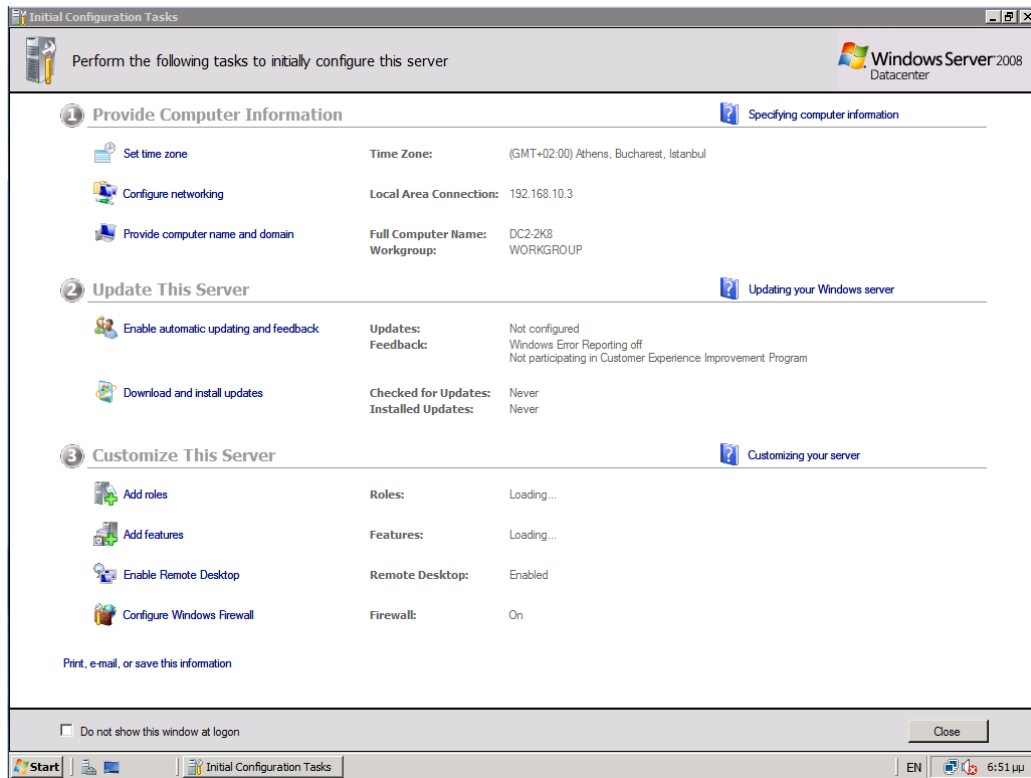 Initial Configuration Tasks
Perform the following tasks to initially configure this server
Windows Server 2008
Datacenter
1 Provide Computer Information
Specifying computer information
Set time zone Time Zone: (GMT+02:00) Athens, Bucharest, Istanbul
Configure networking Local Area Connection: 192.168.10.3
Provide computer name and domain Full Computer Name: DC2-2K8
Workgroup: WORKGROUP
2 Update This Server
Updating your Windows server
Enable automatic updating and feedback Updates: Not configured
Feedback: Windows Error Reporting off
Not participating in Customer Experience Improvement Program
Download and install updates Checked for Updates: Never
Installed Updates: Never
3 Customize This Server
Customizing your server
Add roles Roles: Loading...
Add features Features: Loading...
Enable Remote Desktop Remote Desktop: Enabled
Configure Windows Firewall Firewall: On
Print, e-mail, or save this information
Do not show this window at logon
Close
Start Initial Configuration Tasks EN 6:51 μμ